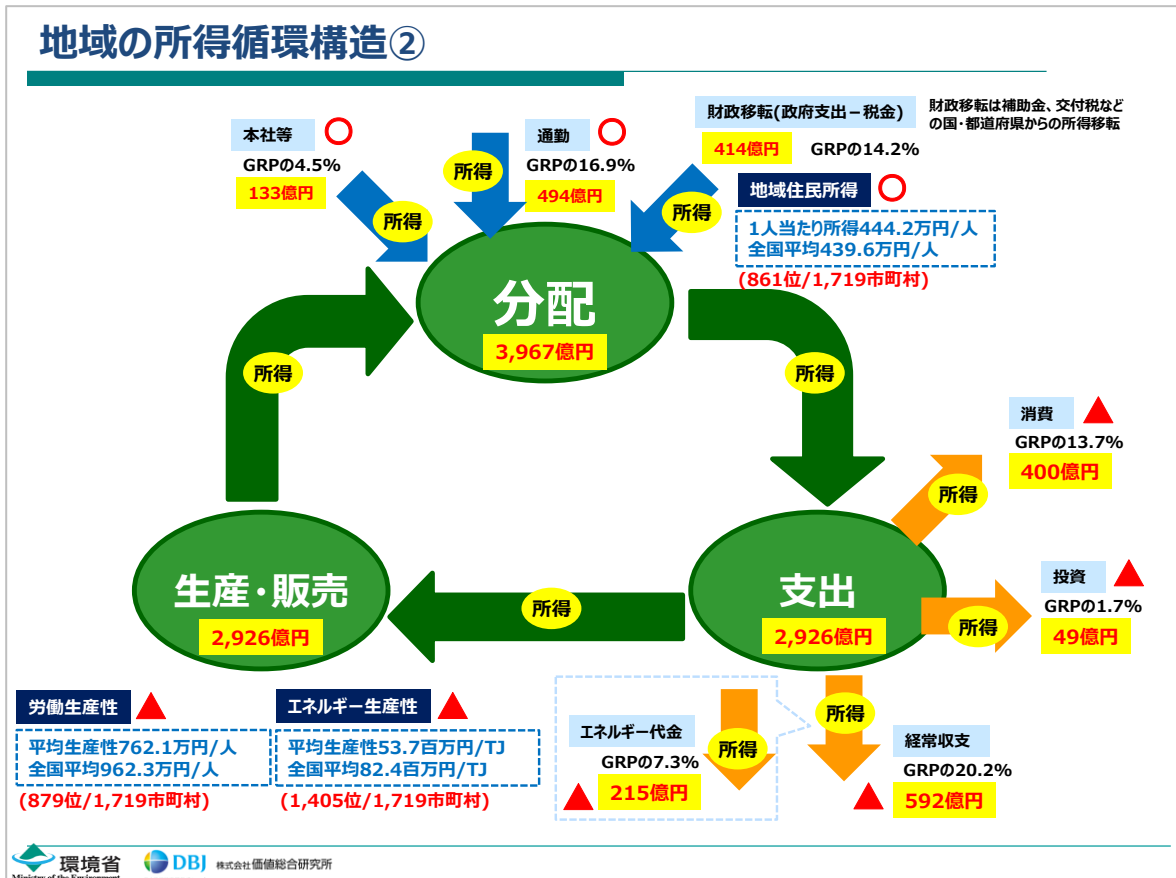 地域の所得循環構造②
本社等 ○
GRPの4.5%
133億円
所得
通勤 ○
GRPの16.9%
494億円
所得
財政移転(政府支出-税金)
414億円 GRPの14.2%
財政移転は補助金、交付税など
の国・都道府県からの所得移転
所得
地域住民所得 ○
1人当たり所得444.2万円/人
全国平均439.6万円/人
(861位/1,719市町村)
分配
3,967億円
所得
所得
消費 ▲
GRPの13.7%
400億円
所得
投資 ▲
GRPの1.7%
49億円
所得
生産・販売
2,926億円
所得
支出
2,926億円
労働生産性 ▲
平均生産性762.1万円/人
全国平均962.3万円/人
(879位/1,719市町村)
エネルギー生産性 ▲
平均生産性53.7百万円/TJ
全国平均82.4百万円/TJ
(1,405位/1,719市町村)
エネルギー代金
GRPの7.3%
▲ 215億円
所得
所得
経常収支
GRPの20.2%
▲ 592億円
環境省
Ministry of the Environment
DBJ 株式会社価値総合研究所